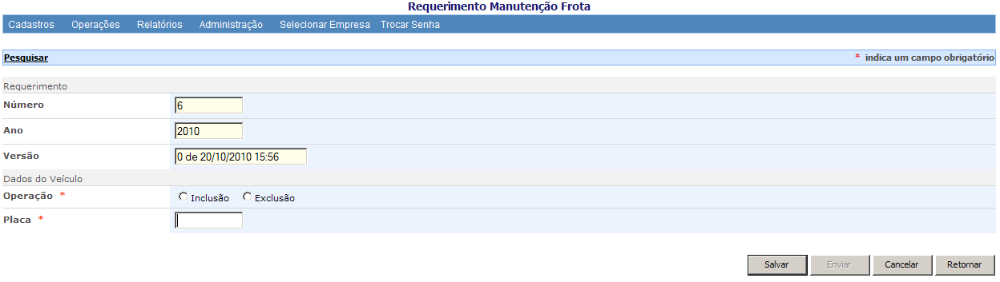 Requerimento Manutenção Frota
Cadastros Operações Relatórios Administração Selecionar Empresa Trocar Senha
Pesquisar * indica um campo obrigatório
Requerimento
Número 6
Ano 2010
Versão 0 de 20/10/2010 15:56
Dados do Veículo
Operação * Inclusão Exclusão
Placa *
Salvar Enviar Cancelar Retornar